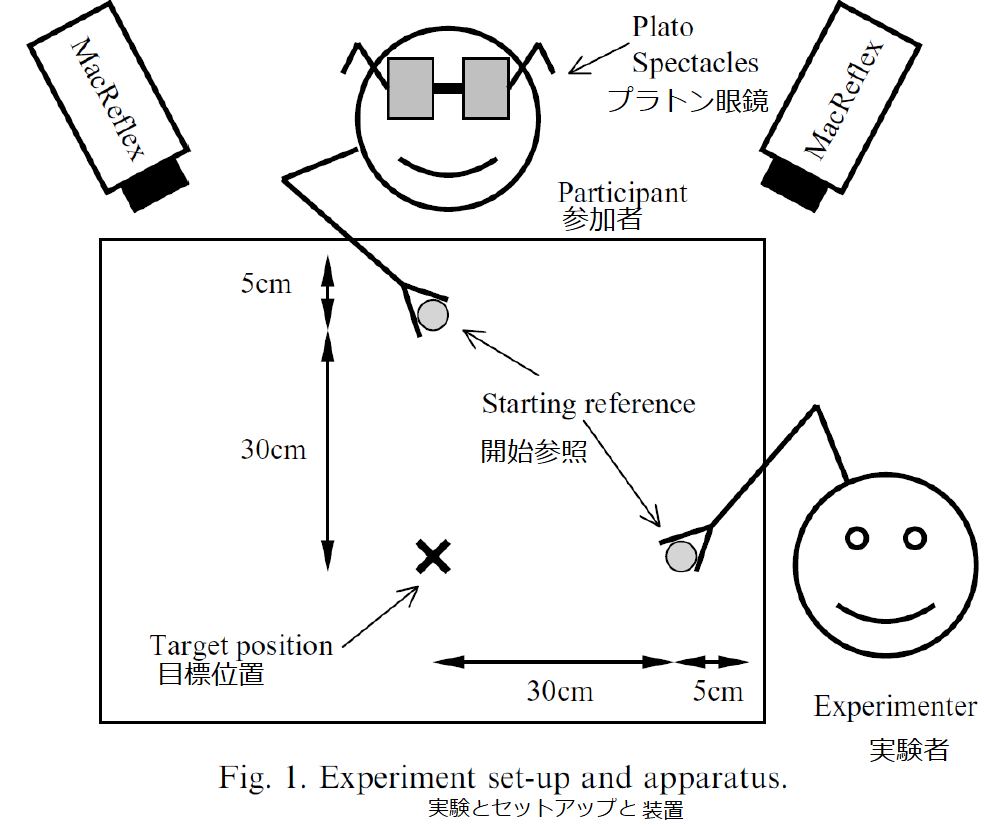 MacReflex
Plato
Spectacles
プラトン眼鏡
MacReflex
Participant
参加者
5cm
30cm
Starting reference
開始参照
Target position
目標位置
30cm
5cm
Experimenter
実験者
Fig. 1. Experiment set-up and apparatus.
実験とセットアップと装置